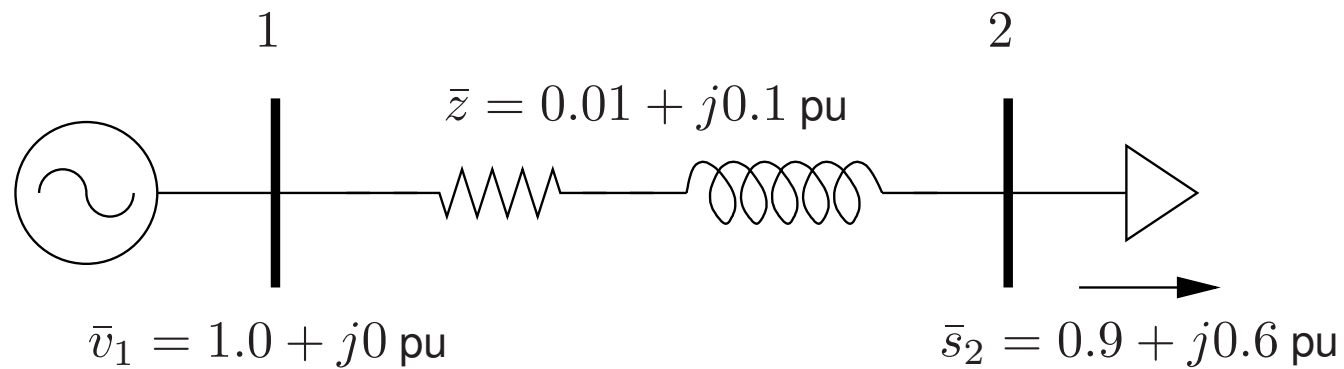 1
2
z̄ = 0.01 + j0.1 pu
v̄₁ = 1.0 + j0 pu
s̄₂ = 0.9 + j0.6 pu